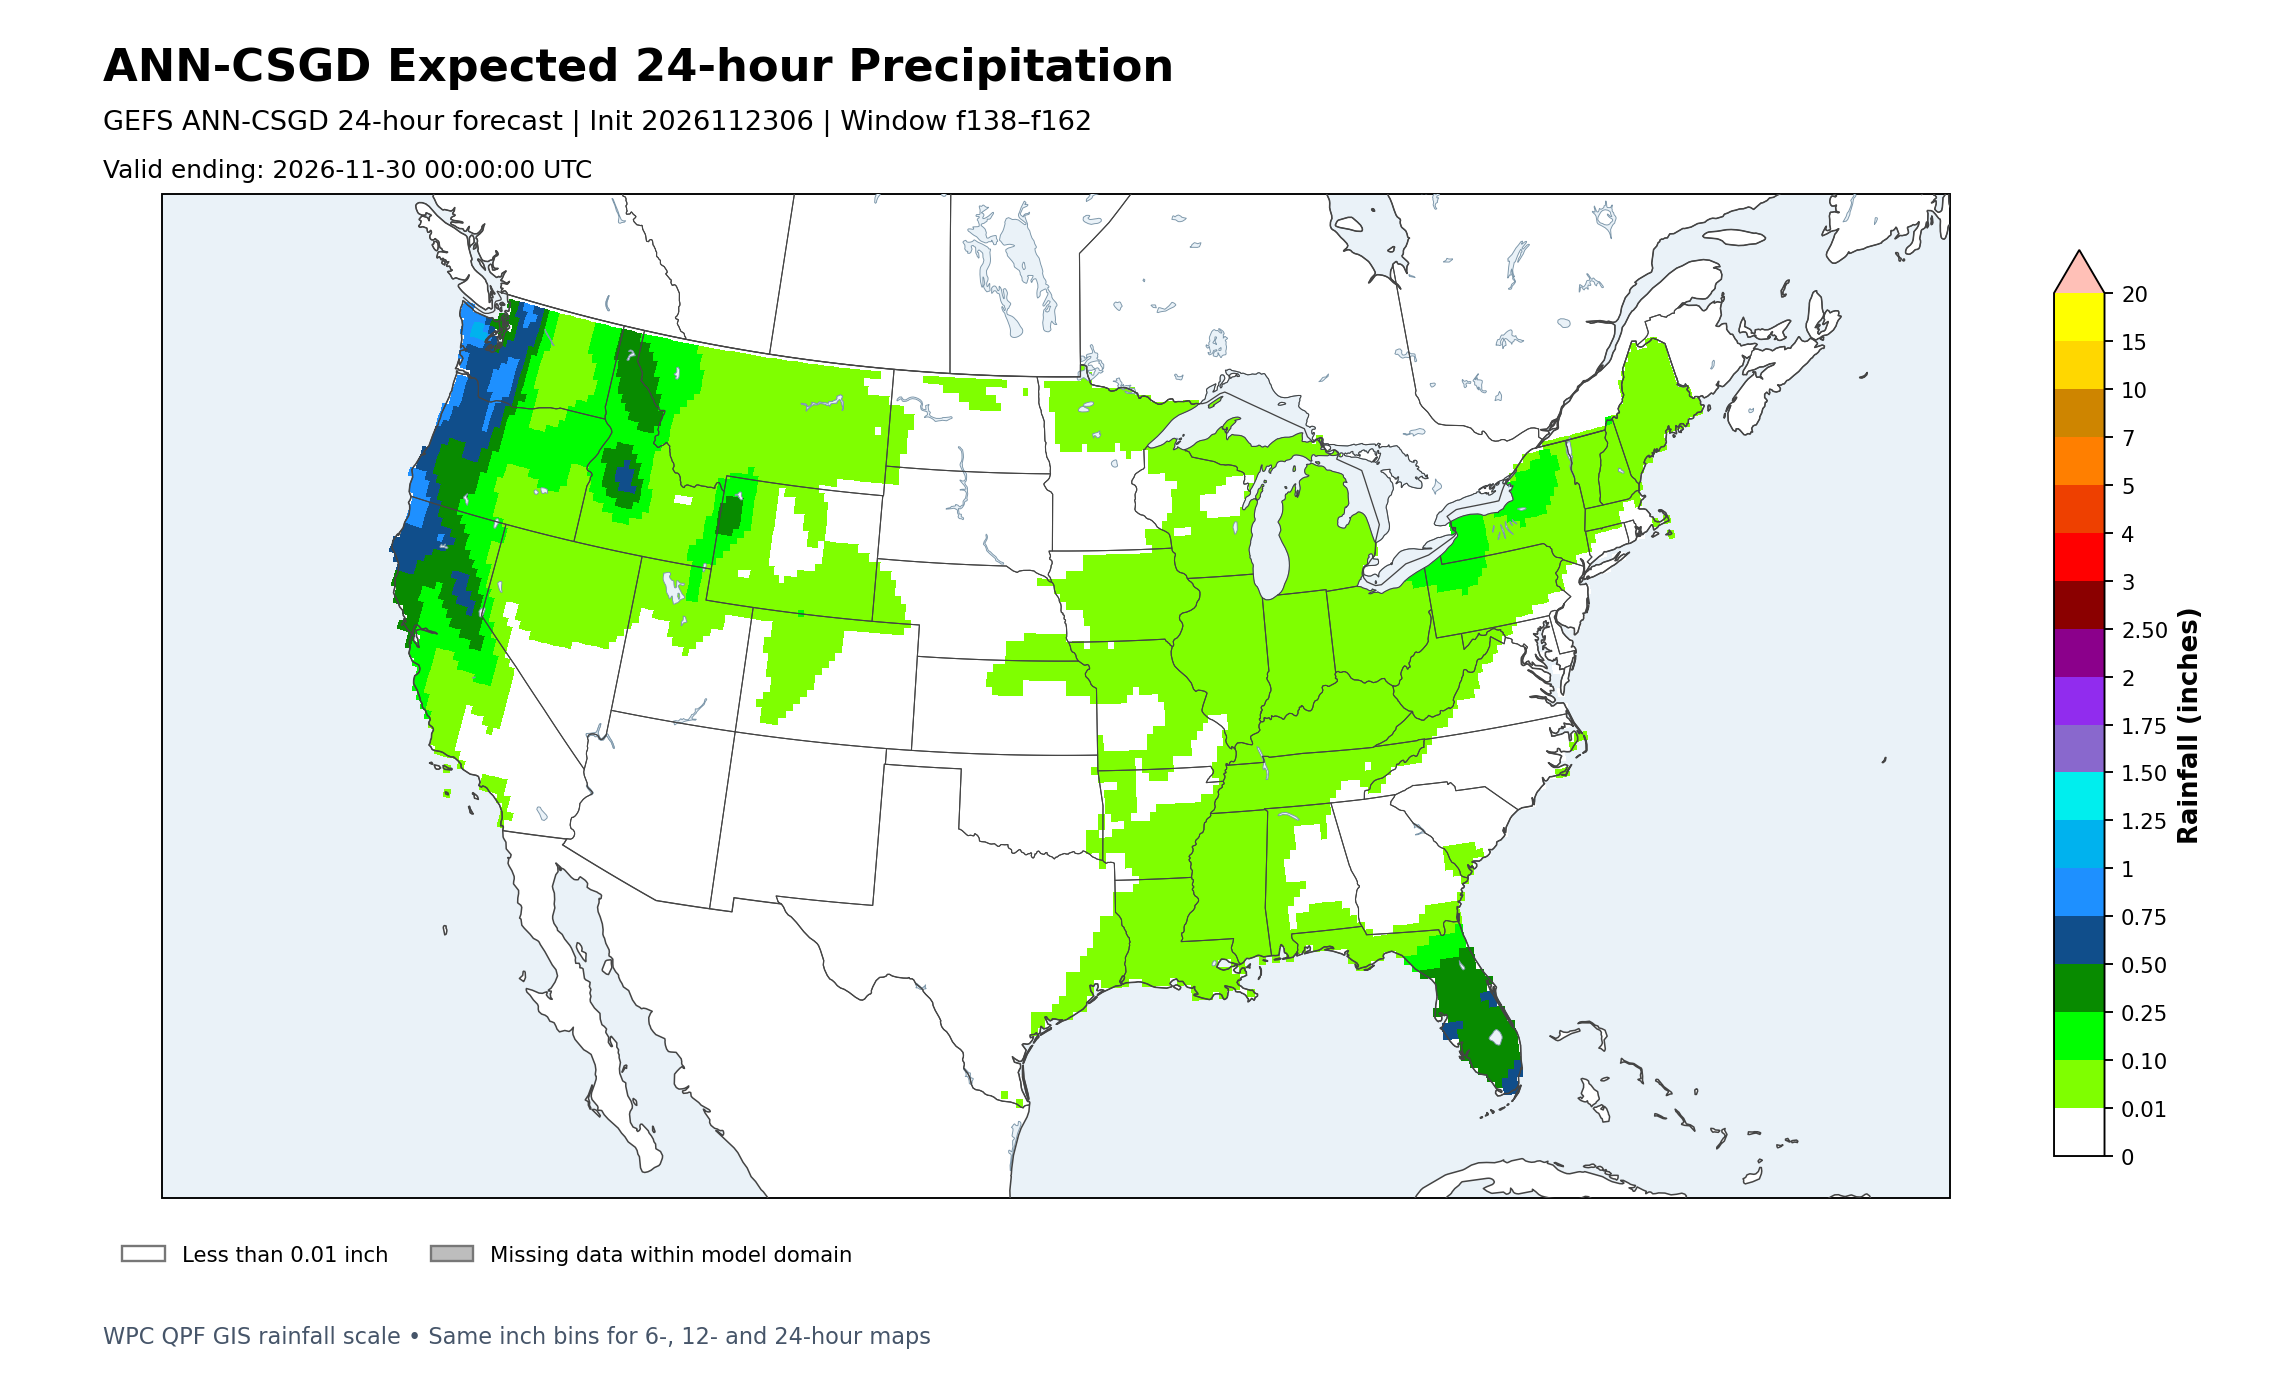 ANN-CSGD Expected 24-hour Precipitation
GEFS ANN-CSGD 24-hour forecast | Init 2026112306 | Window f138–f162
Valid ending: 2026-11-30 00:00:00 UTC
20
15
10
7
5
4
3
2.50
2
1.75
1.50
1.25
1
0.75
0.50
0.25
0.10
0.01
0
Rainfall (inches)
Less than 0.01 inch
Missing data within model domain
WPC QPF GIS rainfall scale • Same inch bins for 6-, 12- and 24-hour maps